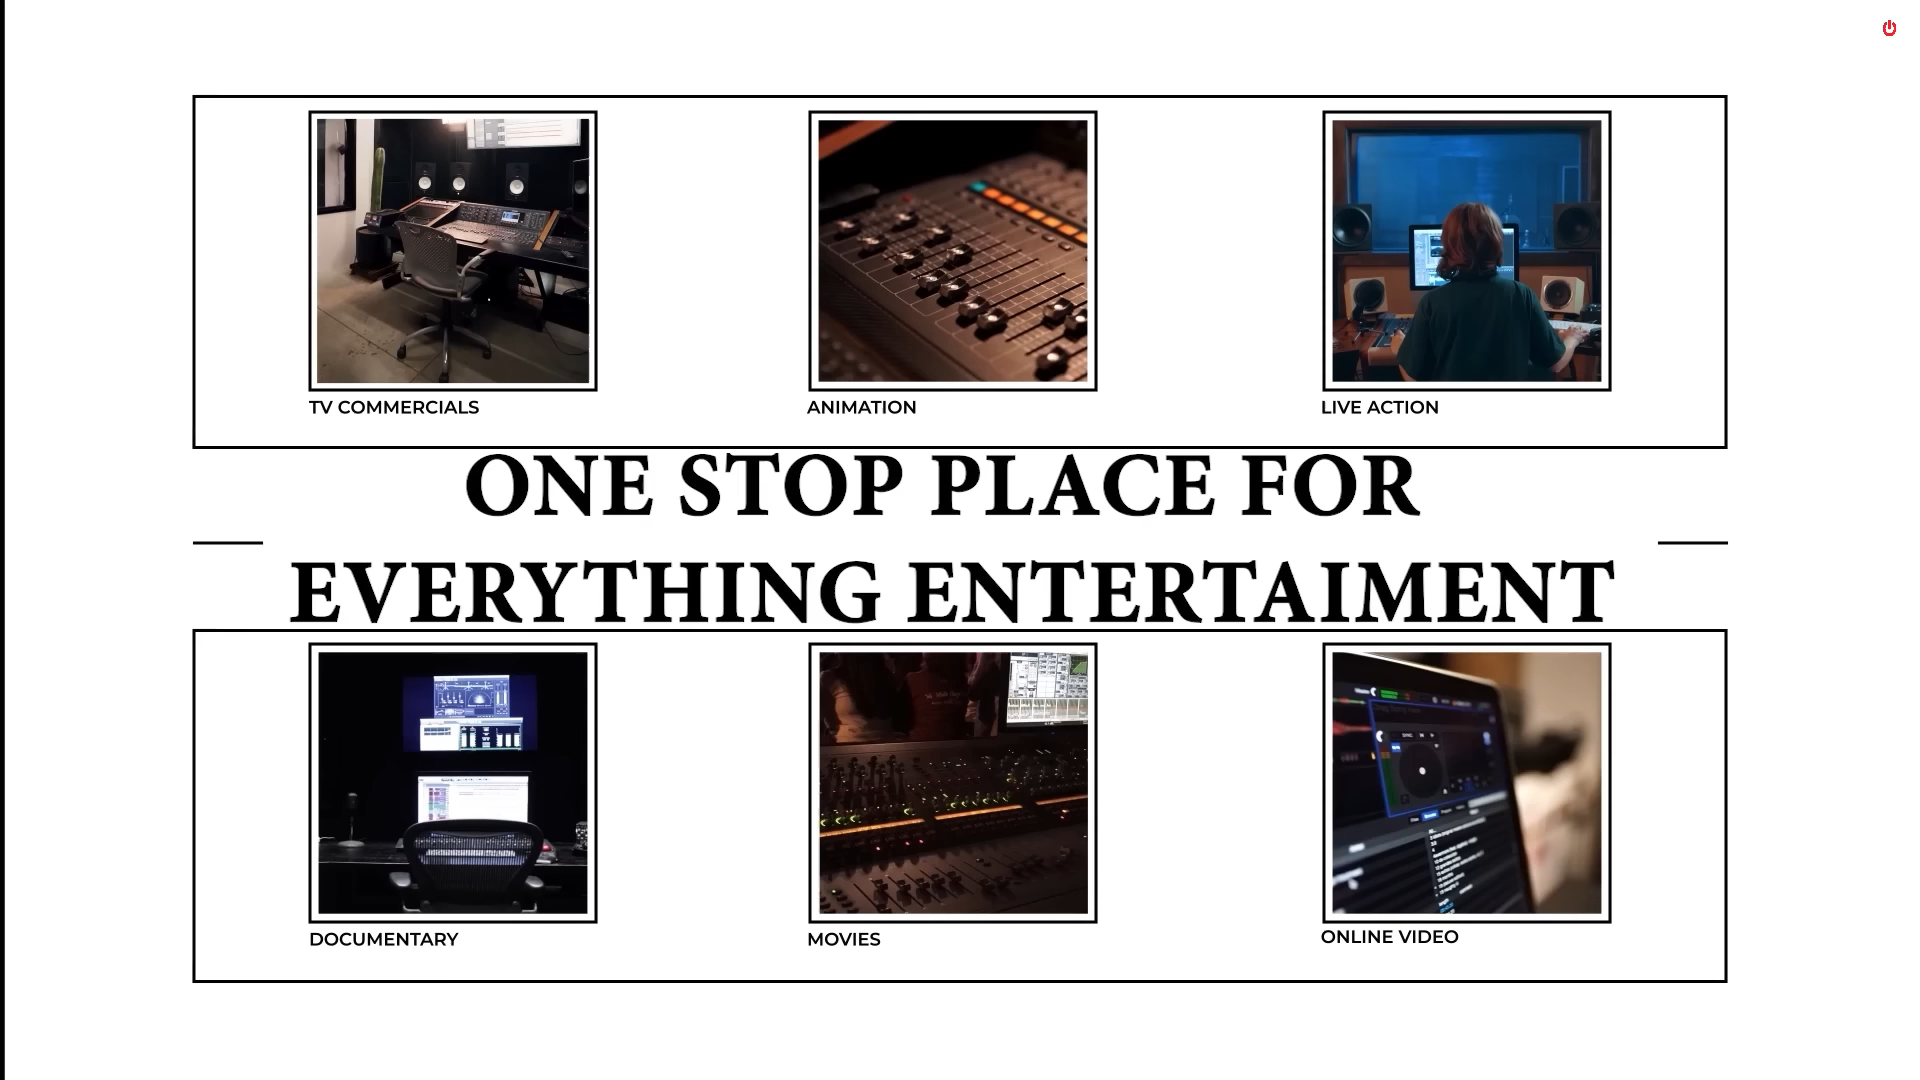 TV COMMERCIALS
ANIMATION
LIVE ACTION
ONE STOP PLACE FOR
EVERYTHING ENTERTAIMENT
DOCUMENTARY
MOVIES
ONLINE VIDEO